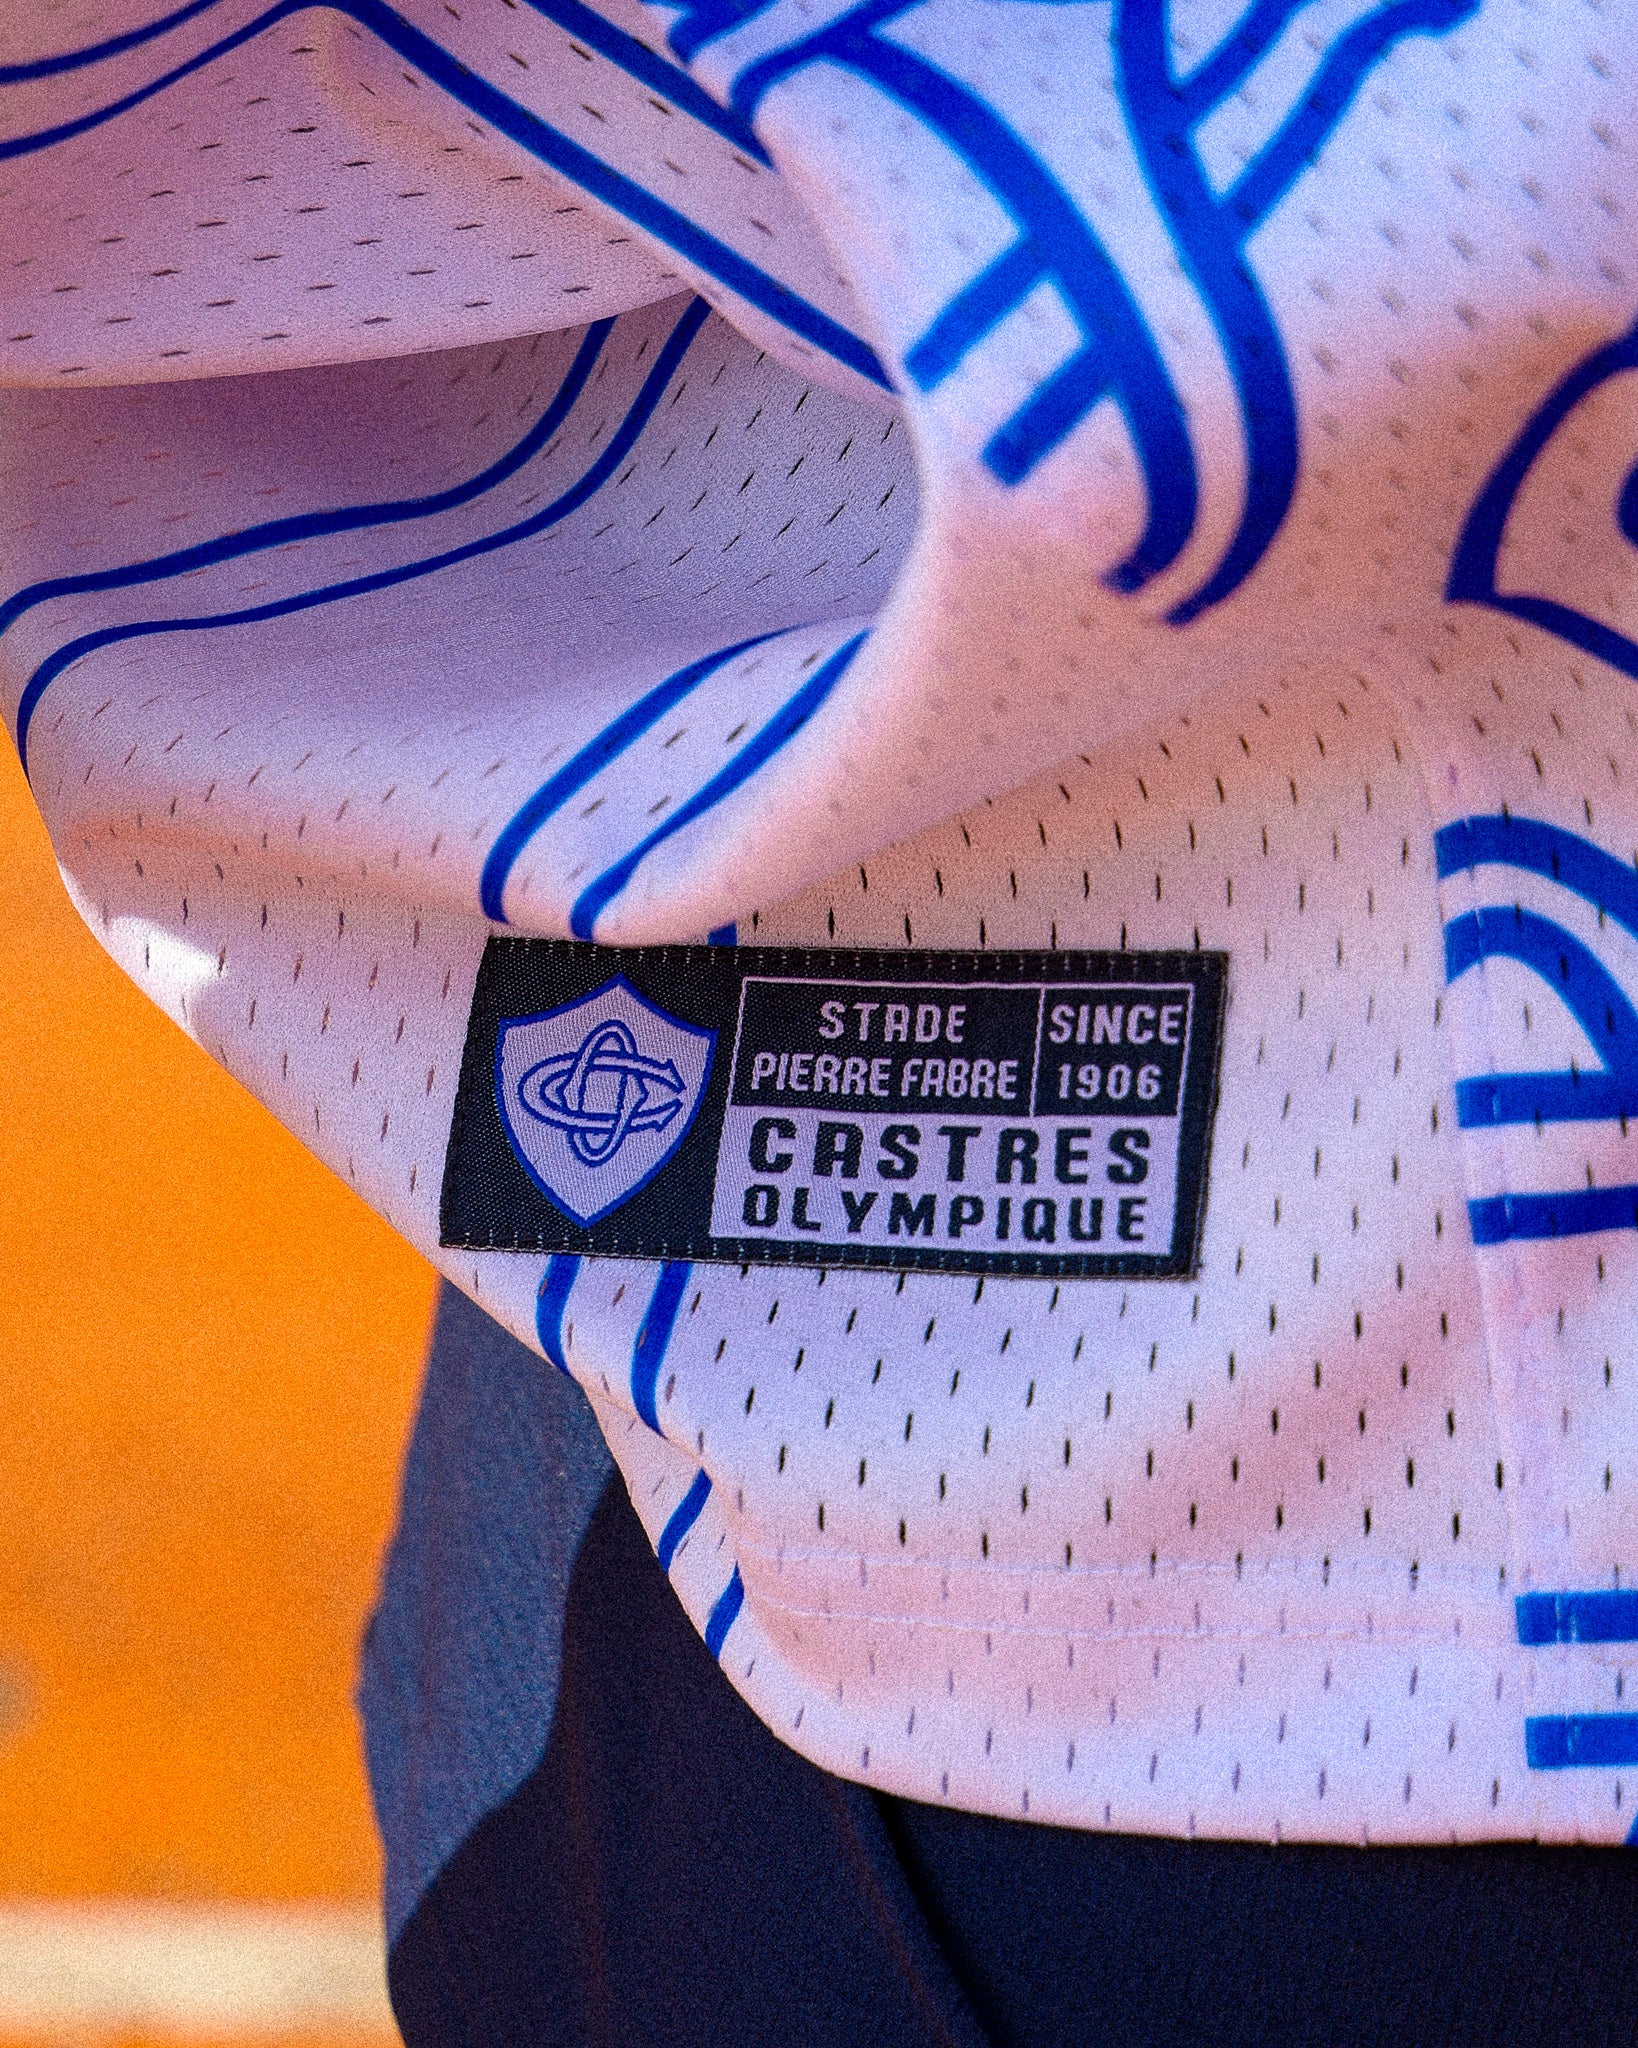 STADE
PIERRE FABRE
SINCE
1906
CASTRES
OLYMPIQUE